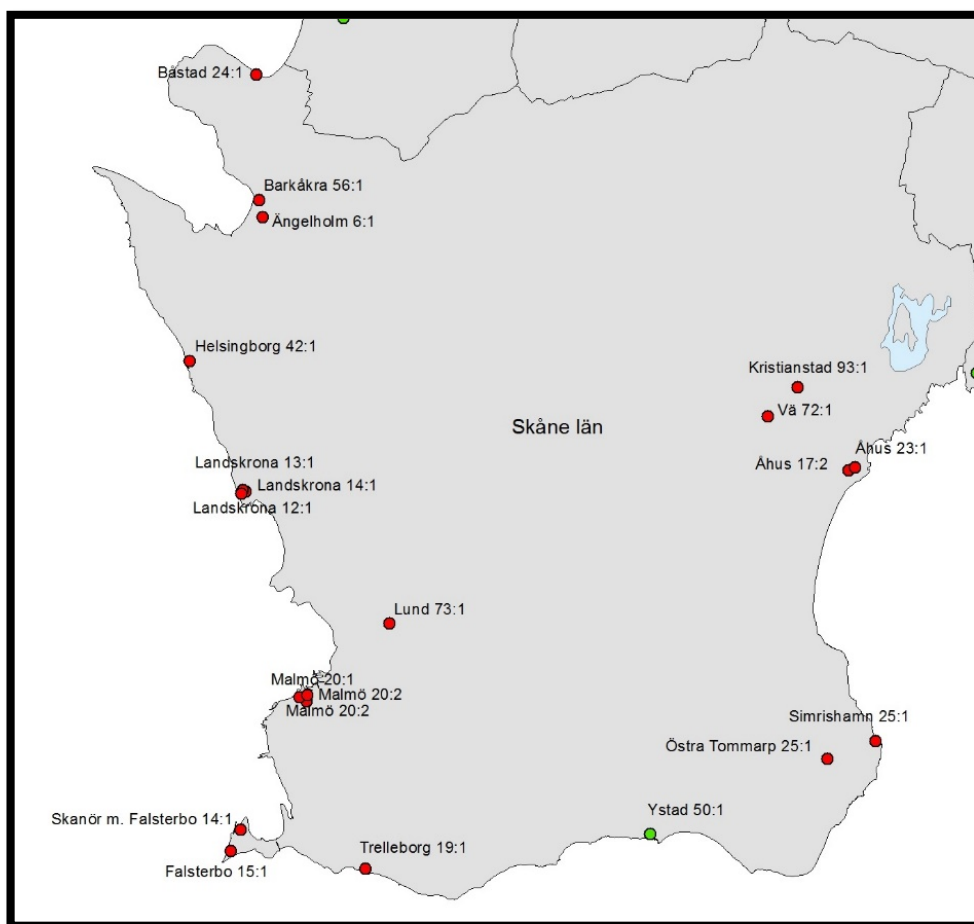 Båstad 24:1
Barkåkra 56:1
Ängelholm 6:1
Helsingborg 42:1
Kristianstad 93:1
Vä 72:1
Skåne län
Åhus 23:1
Åhus 17:2
Landskrona 13:1
Landskrona 14:1
Landskrona 12:1
Lund 73:1
Malmö 20:1
Malmö 20:2
Malmö 20:2
Simrishamn 25:1
Östra Tommarp 25:1
Ystad 50:1
Skanör m. Falsterbo 14:1
Trelleborg 19:1
Falsterbo 15:1